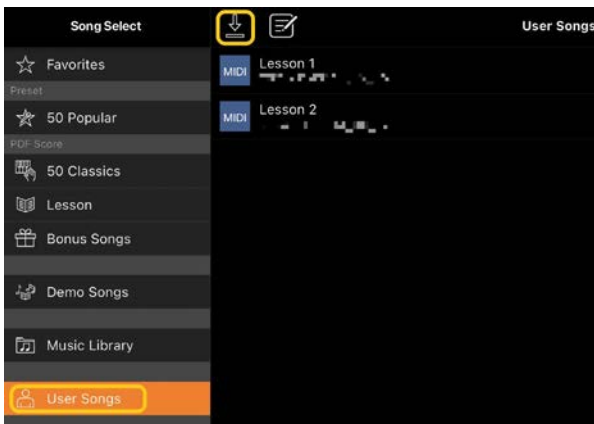 Song Select
Favorites
Preset
50 Popular
PDF Score
50 Classics
Lesson
Bonus Songs
Demo Songs
Music Library
User Songs
User Songs
MIDI
Lesson 1
MIDI
Lesson 2